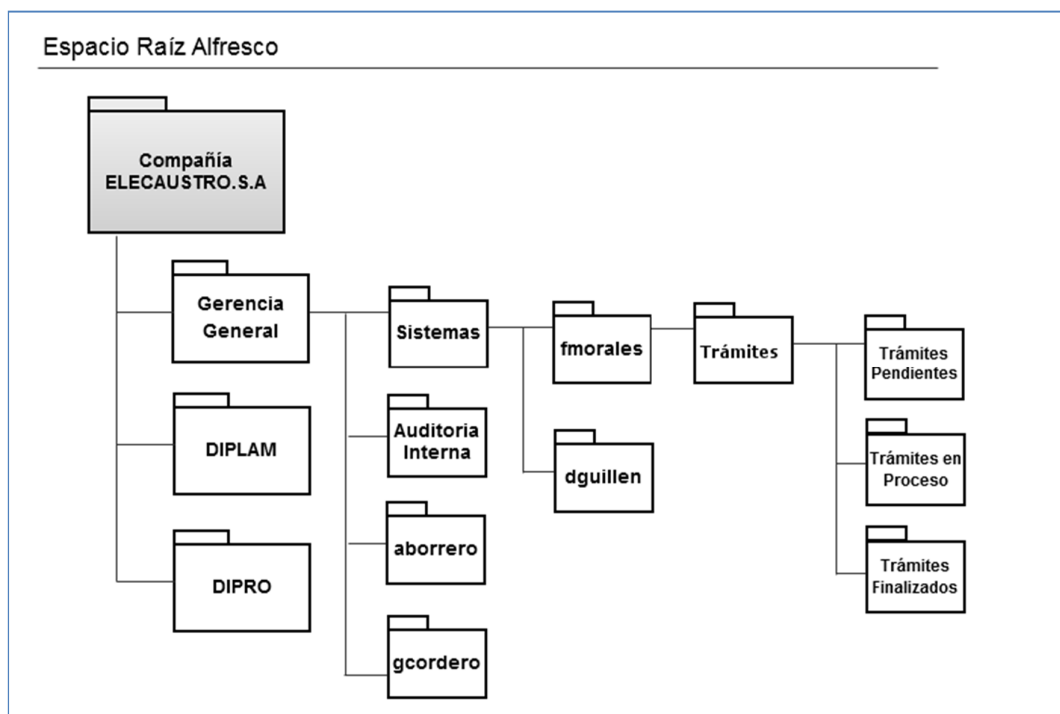 Espacio Raíz Alfresco
Compañía
ELECAUSTRO.S.A
Gerencia
General
Sistemas
fmorales
Trámites
Trámites
Pendientes
DIPLAM
Auditoria
Interna
dguillen
Trámites en
Proceso
DIPRO
aborrero
Trámites
Finalizados
gcordero